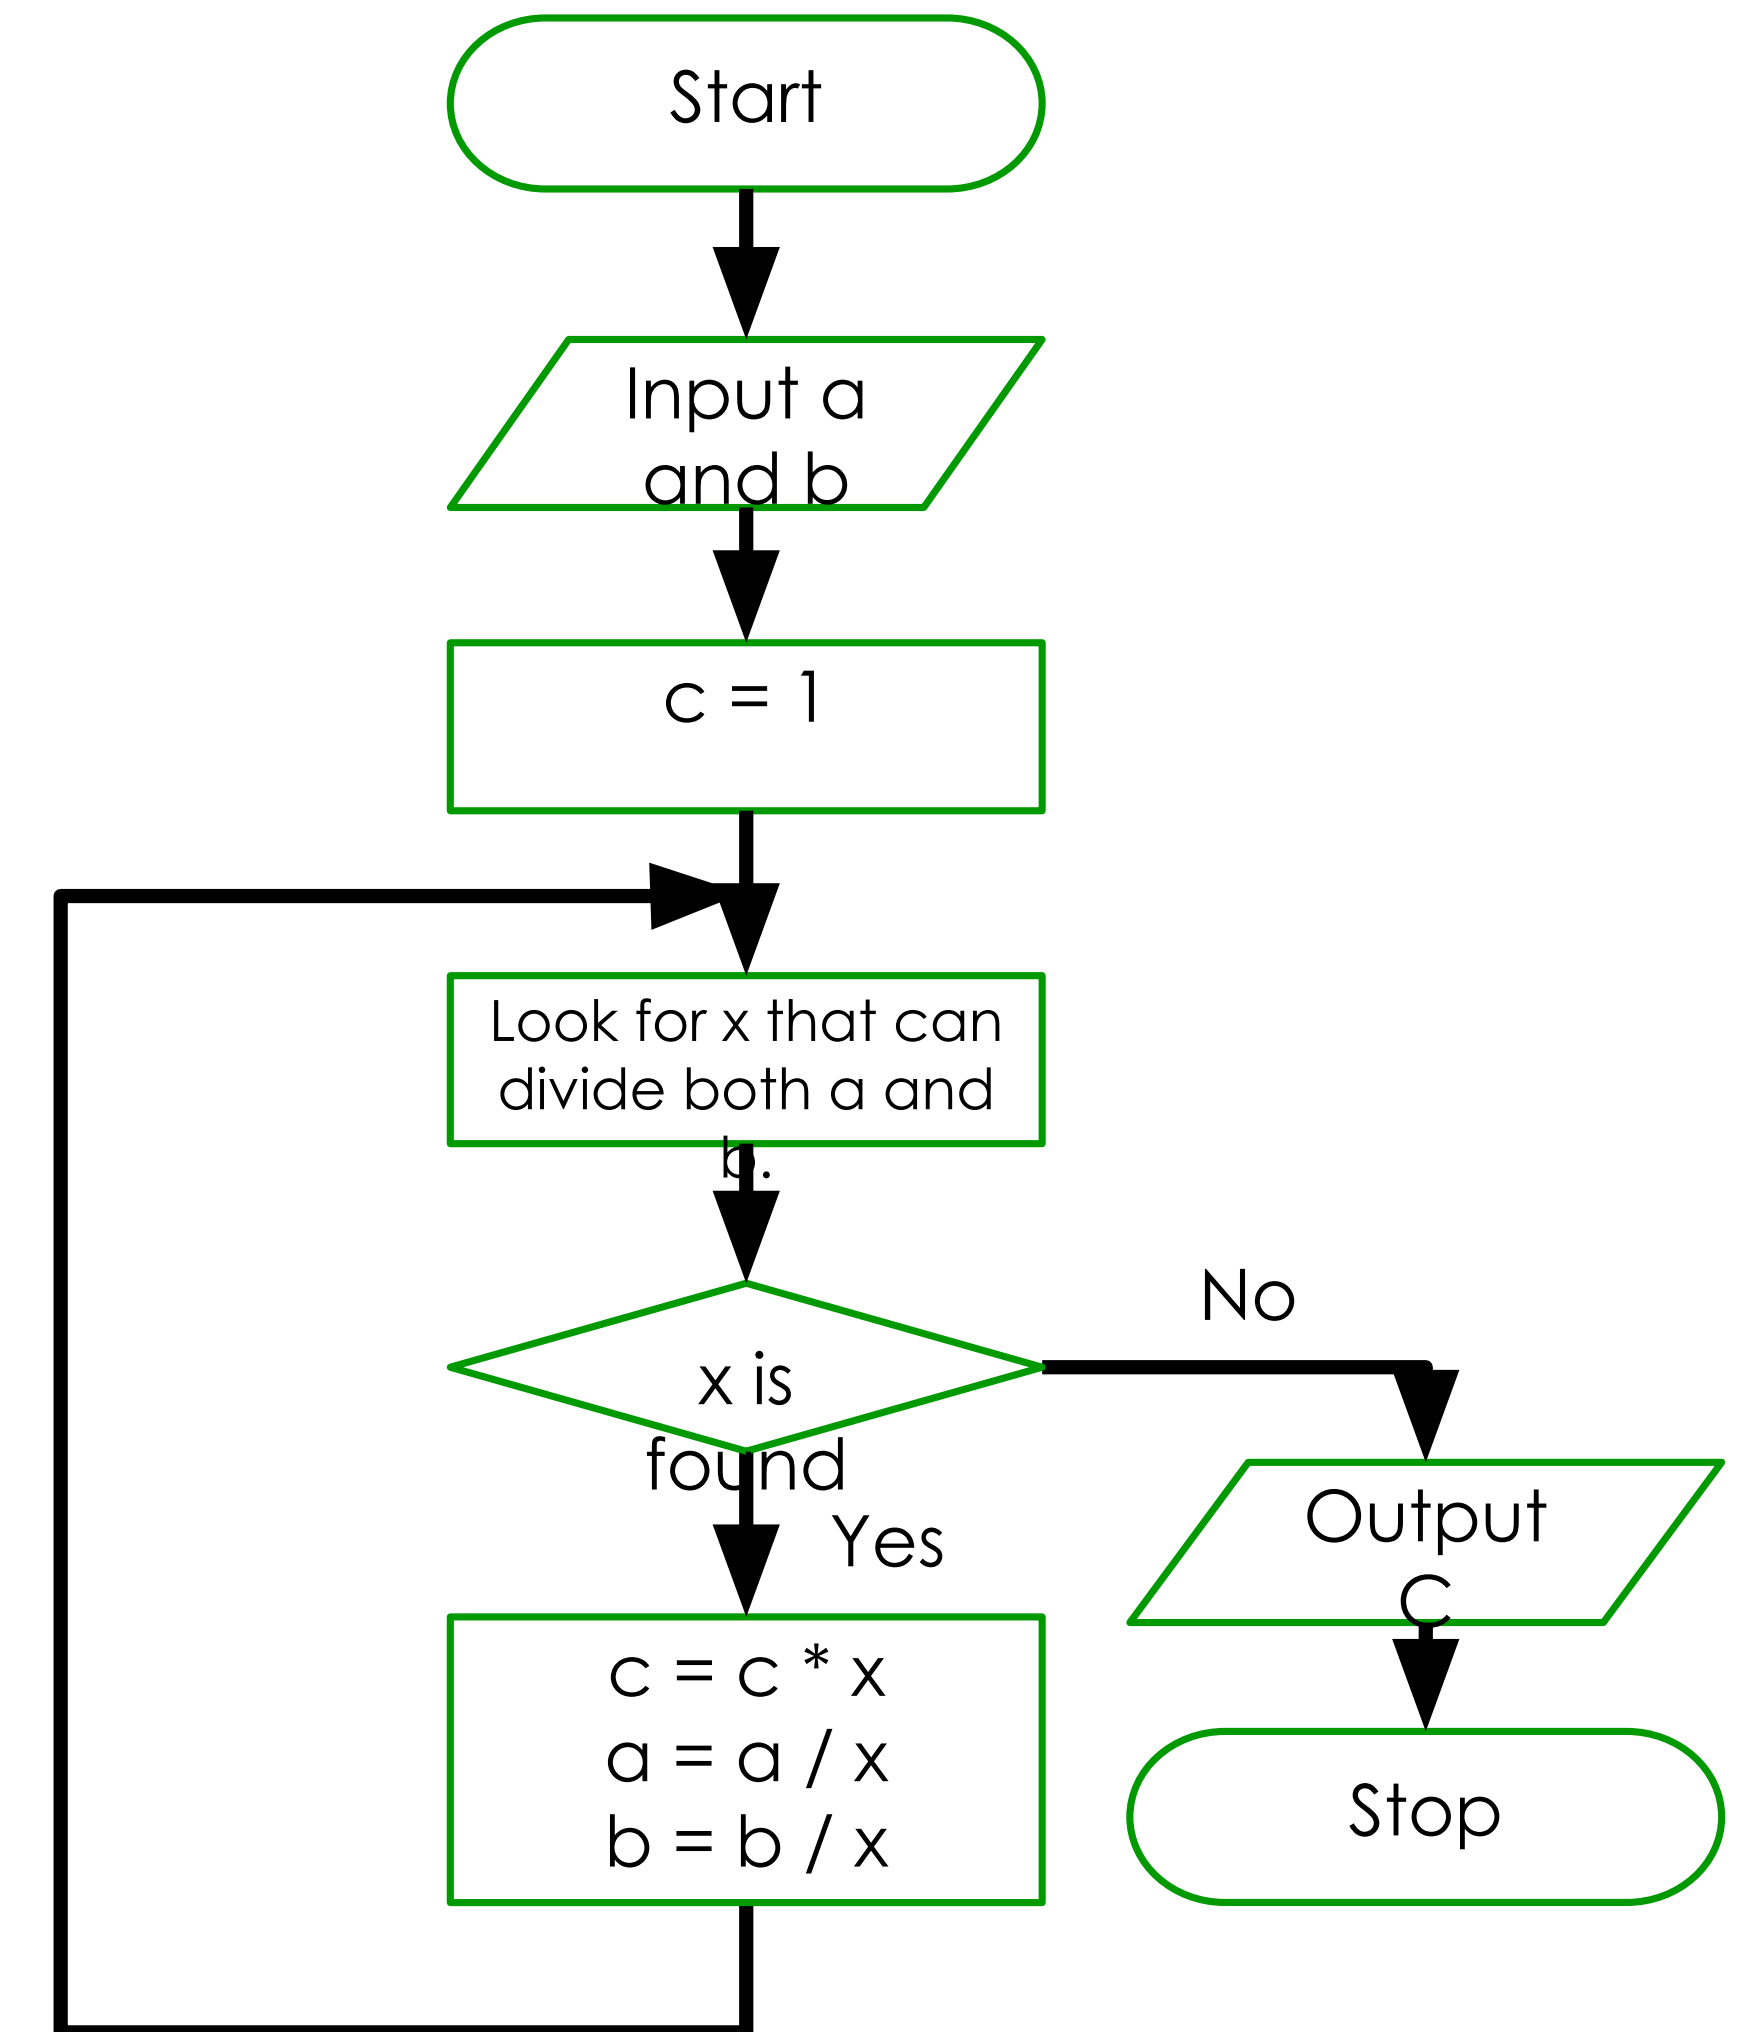 Start
Input a
and b
c = 1
Look for x that can
divide both a and
b.
x is
found
No
Yes
c = c * x
a = a / x
b = b / x
Output
C
Stop